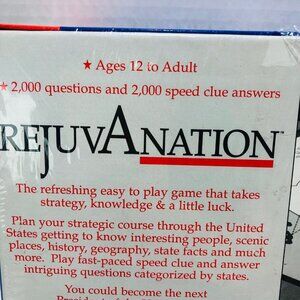 ★ Ages 12 to Adult
★ 2,000 questions and 2,000 speed clue answers
REJUVANATION™
The refreshing easy to play game that takes
strategy, knowledge & a little luck.
Plan your strategic course through the United
States getting to know interesting people, scenic
places, history, geography, state facts and much
more. Play fast-paced speed clue and answer
intriguing questions categorized by states.
You could become the next